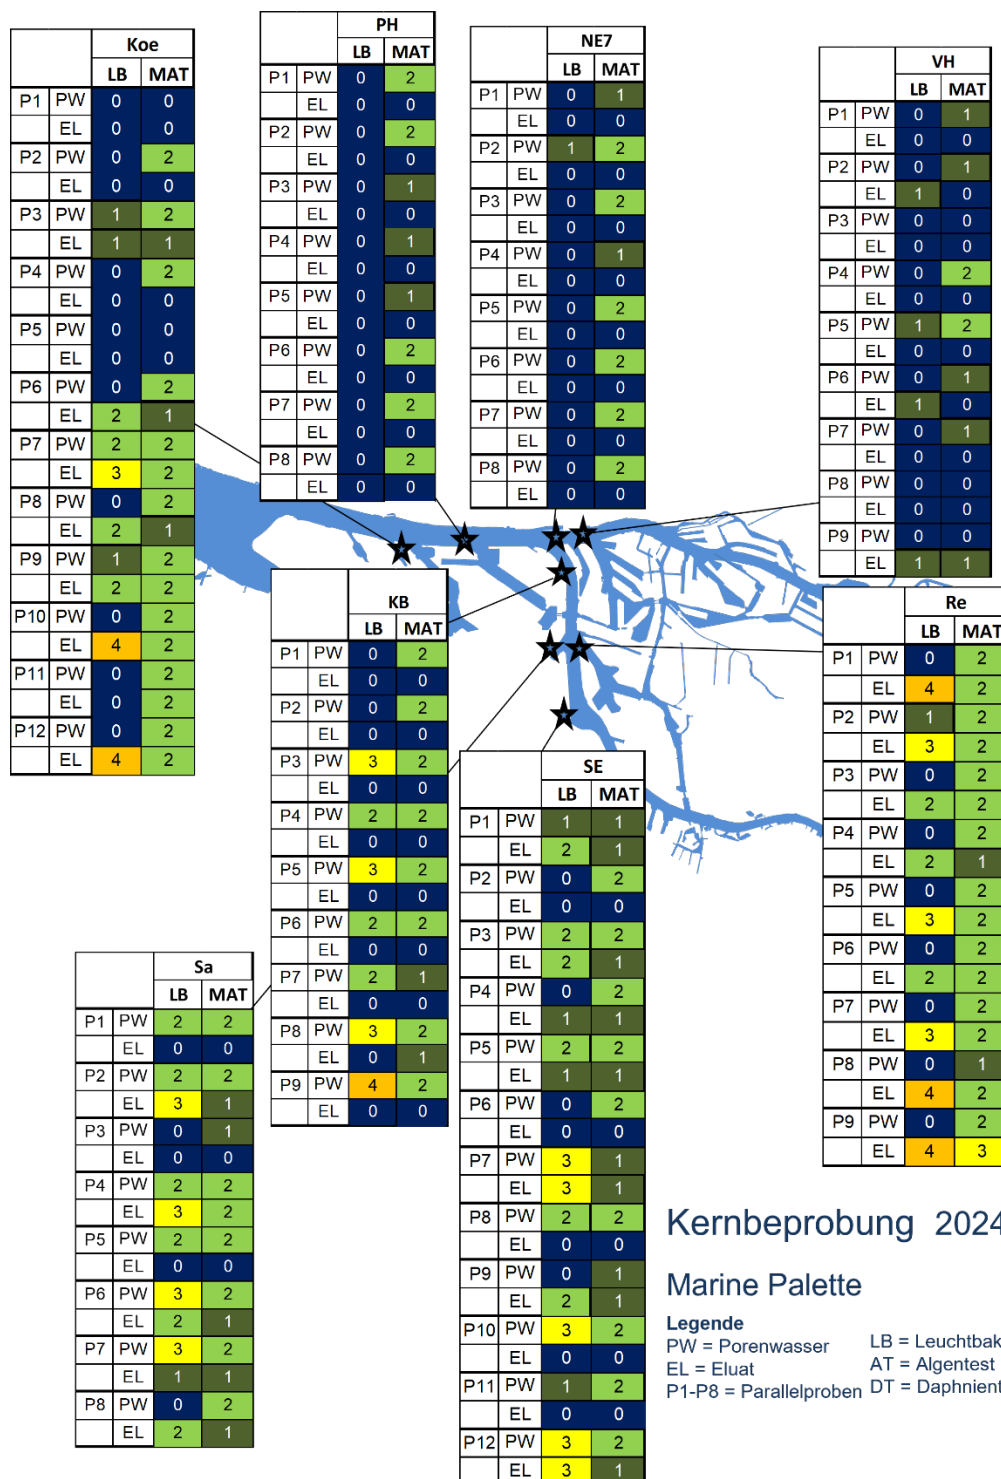 Koe
LB MAT
P1 PW 0 0
EL 0 0
P2 PW 0 2
EL 0 0
P3 PW 1 2
EL 1 1
P4 PW 0 2
EL 0 0
P5 PW 0 0
EL 0 0
P6 PW 0 2
EL 2 1
P7 PW 2 2
EL 3 2
P8 PW 0 2
EL 2 1
P9 PW 1 2
EL 2 2
P10 PW 0 2
EL 4 2
P11 PW 0 2
EL 0 2
P12 PW 0 2
EL 4 2
PH
LB MAT
P1 PW 0 2
EL 0 0
P2 PW 0 2
EL 0 0
P3 PW 0 1
EL 0 0
P4 PW 0 1
EL 0 0
P5 PW 0 1
EL 0 0
P6 PW 0 2
EL 0 0
P7 PW 0 2
EL 0 0
P8 PW 0 2
EL 0 0
NE7
LB MAT
P1 PW 0 1
EL 0 0
P2 PW 1 2
EL 0 0
P3 PW 0 2
EL 0 0
P4 PW 0 1
EL 0 0
P5 PW 0 2
EL 0 0
P6 PW 0 2
EL 0 0
P7 PW 0 2
EL 0 0
P8 PW 0 2
EL 0 0
VH
LB MAT
P1 PW 0 1
EL 0 0
P2 PW 0 1
EL 1 0
P3 PW 0 0
EL 0 0
P4 PW 0 2
EL 0 0
P5 PW 1 2
EL 0 0
P6 PW 0 1
EL 1 0
P7 PW 0 1
EL 0 0
P8 PW 0 0
EL 0 0
P9 PW 0 0
EL 1 1
KB
LB MAT
P1 PW 0 2
EL 0 0
P2 PW 0 2
EL 0 0
P3 PW 3 2
EL 0 0
P4 PW 2 2
EL 0 0
P5 PW 3 2
EL 0 0
P6 PW 2 2
EL 0 0
P7 PW 2 1
EL 0 0
P8 PW 3 2
EL 0 1
P9 PW 4 2
EL 0 0
Re
LB MAT
P1 PW 0 2
EL 4 2
P2 PW 1 2
EL 3 2
P3 PW 0 2
EL 2 2
P4 PW 0 2
EL 2 1
P5 PW 0 2
EL 3 2
P6 PW 0 2
EL 2 2
P7 PW 0 2
EL 3 2
P8 PW 0 1
EL 4 2
P9 PW 0 2
EL 4 3
SE
LB MAT
P1 PW 1 1
EL 2 1
P2 PW 0 2
EL 0 0
P3 PW 2 2
EL 2 1
P4 PW 0 2
EL 1 1
P5 PW 2 2
EL 1 1
P6 PW 0 2
EL 0 0
P7 PW 3 1
EL 3 1
P8 PW 2 2
EL 0 0
P9 PW 0 1
EL 2 1
P10 PW 3 2
EL 0 0
P11 PW 1 2
EL 0 0
P12 PW 3 2
EL 3 1
Sa
LB MAT
P1 PW 2 2
EL 0 0
P2 PW 2 2
EL 3 1
P3 PW 0 1
EL 0 0
P4 PW 2 2
EL 3 2
P5 PW 2 2
EL 0 0
P6 PW 3 2
EL 2 1
P7 PW 3 2
EL 1 1
P8 PW 0 2
EL 2 1
Kernbeprobung 2024
Marine Palette
Legende
PW = Porenwasser LB = Leuchtbak
EL = Eluat AT = Algentest
P1-P8 = Parallelproben DT = Daphnient